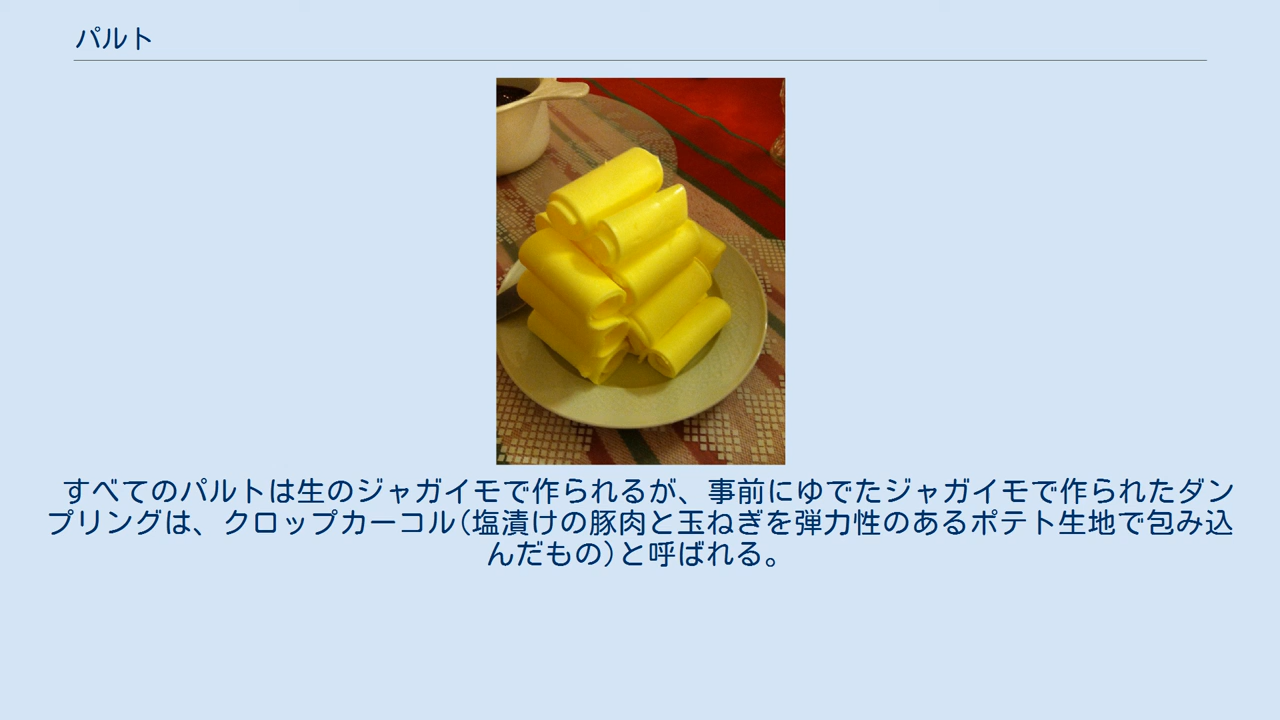 パルト
すべてのパルトは生のジャガイモで作られるが、事前にゆでたジャガイモで作られたダン
プリングは、クロップカーコル(塩漬けの豚肉と玉ねぎを弾力性のあるポテト生地で包み込
んだもの)と呼ばれる。